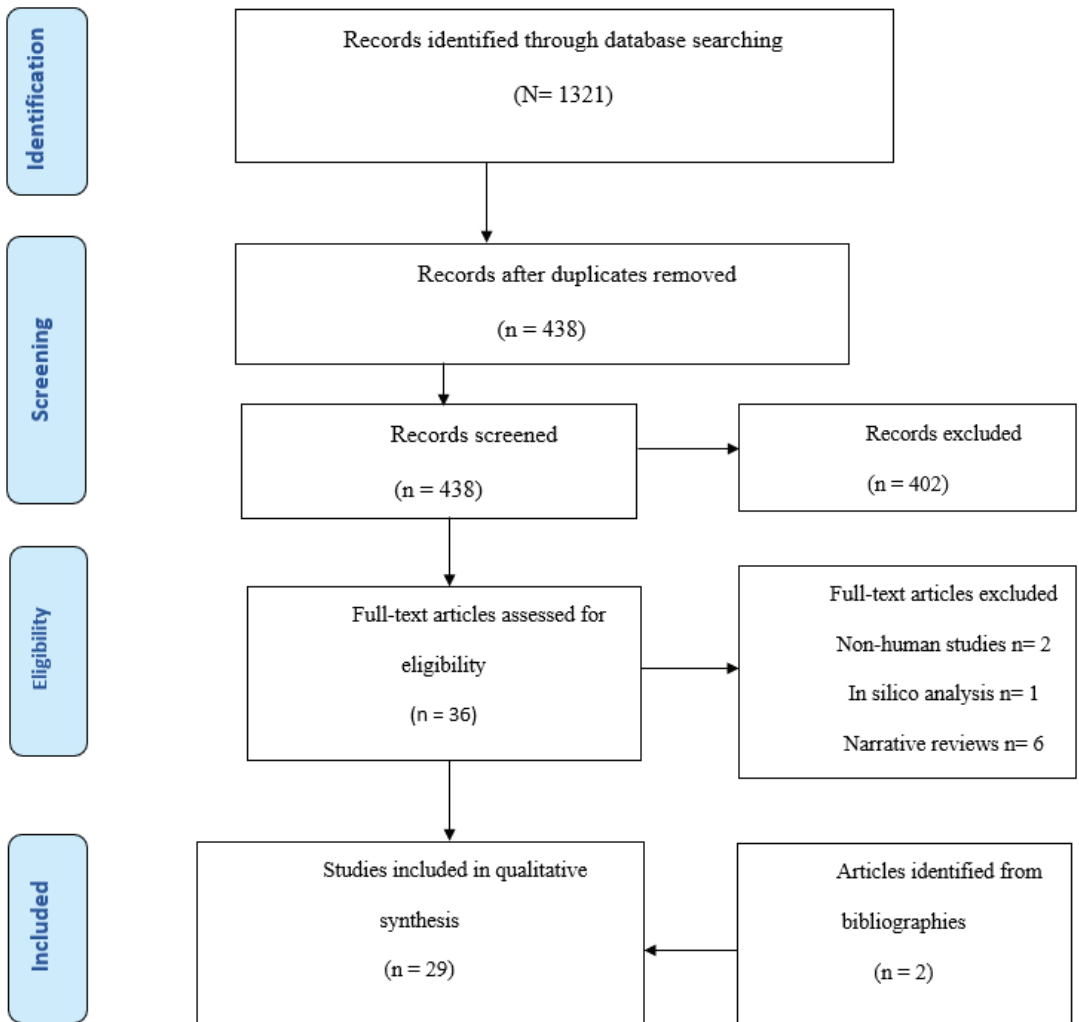 Identification
Records identified through database searching
(N= 1321)
Screening
Records after duplicates removed
(n = 438)
Records screened
(n = 438)
Records excluded
(n = 402)
Eligibility
Full-text articles assessed for
eligibility
(n = 36)
Full-text articles excluded
Non-human studies n= 2
In silico analysis n= 1
Narrative reviews n= 6
Included
Studies included in qualitative
synthesis
(n = 29)
Articles identified from
bibliographies
(n = 2)